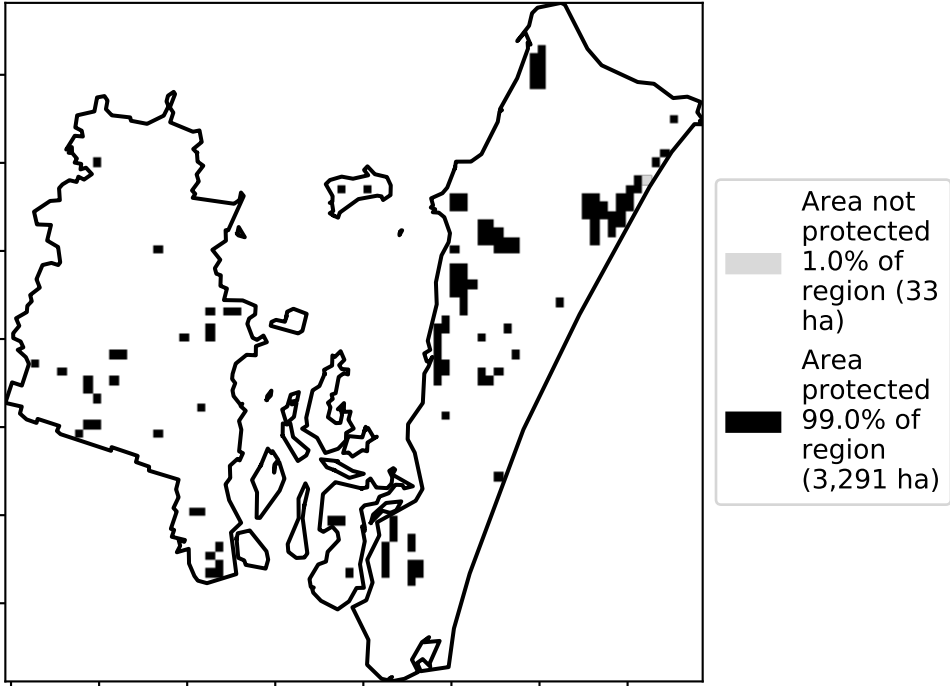 Area not
protected
1.0% of
region (33
ha)
Area
protected
99.0% of
region
(3,291 ha)